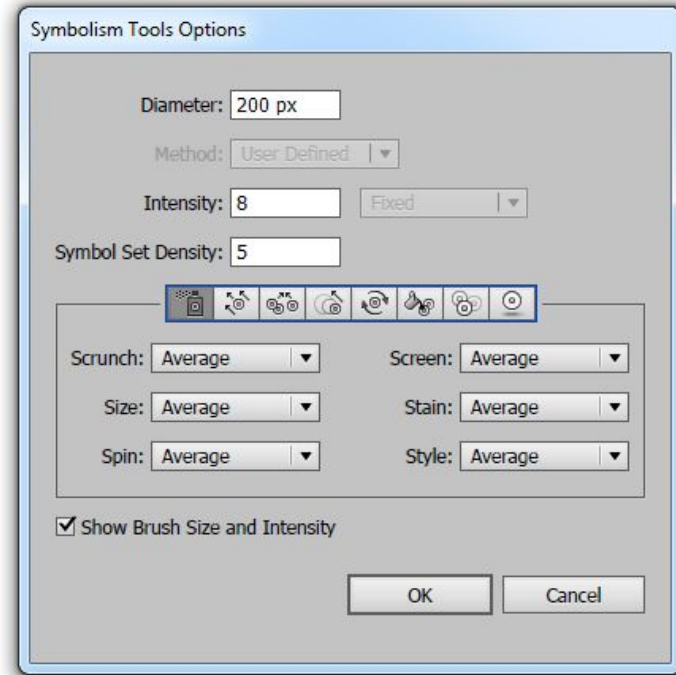 Symbolism Tools Options
Diameter: 200 px
Method: User Defined
Intensity: 8 Fixed
Symbol Set Density: 5
Scrunch: Average Screen: Average
Size: Average Stain: Average
Spin: Average Style: Average
Show Brush Size and Intensity
OK Cancel